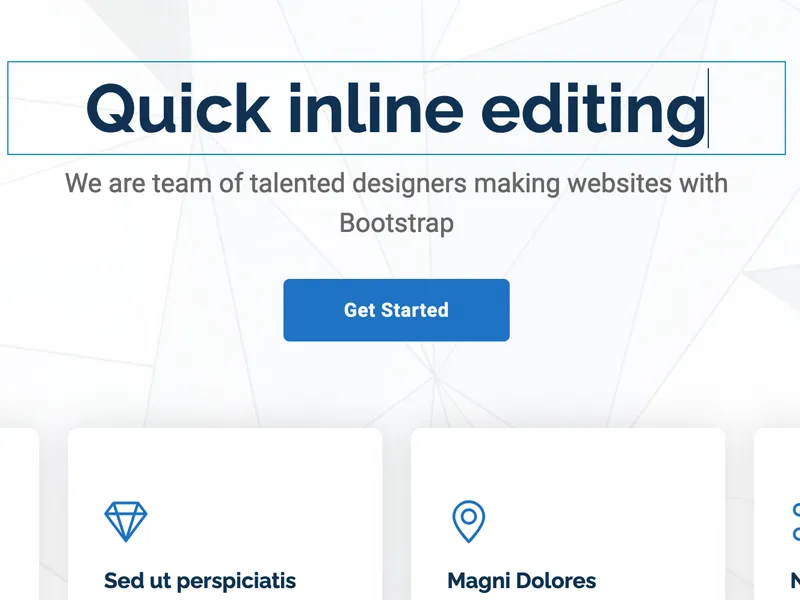 Quick inline editing
We are team of talented designers making websites with
Bootstrap
Get Started
Sed ut perspiciatis
Magni Dolores